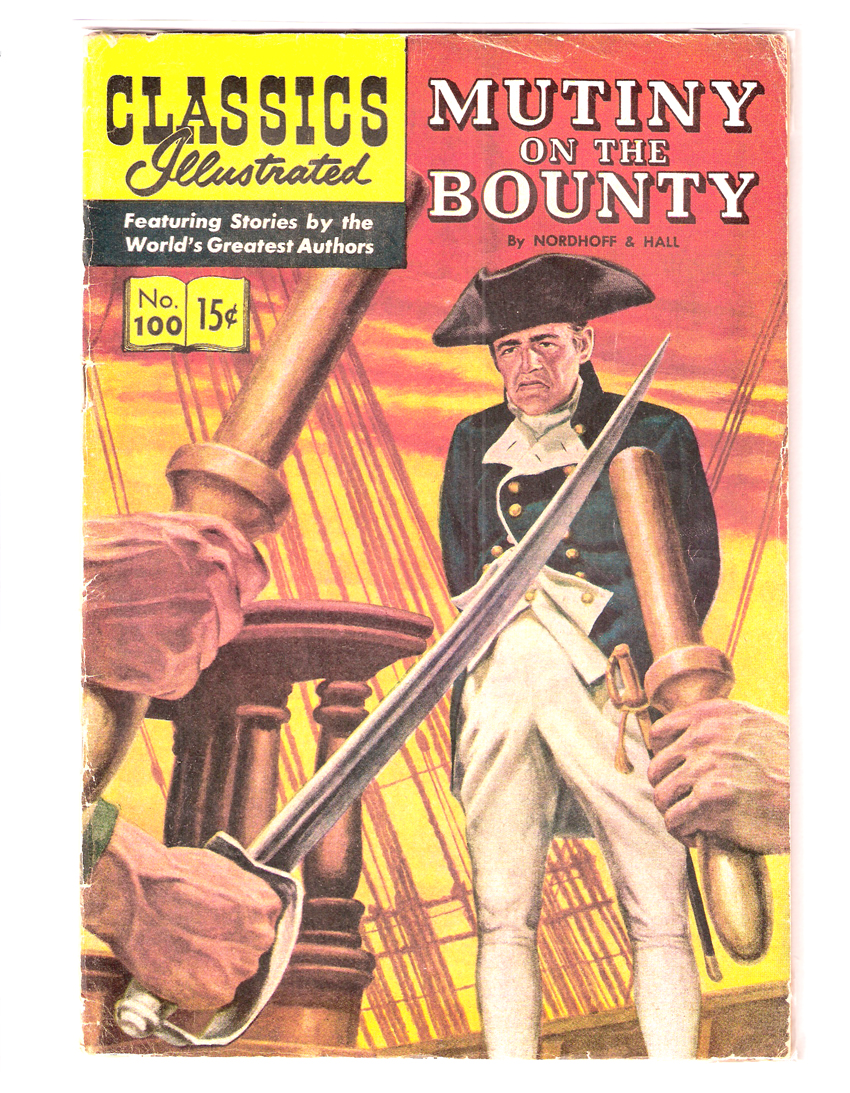 CLASSICS
Illustrated
Featuring Stories by the
World's Greatest Authors
No.
100
15¢
MUTINY
ON THE
BOUNTY
By NORDHOFF & HALL